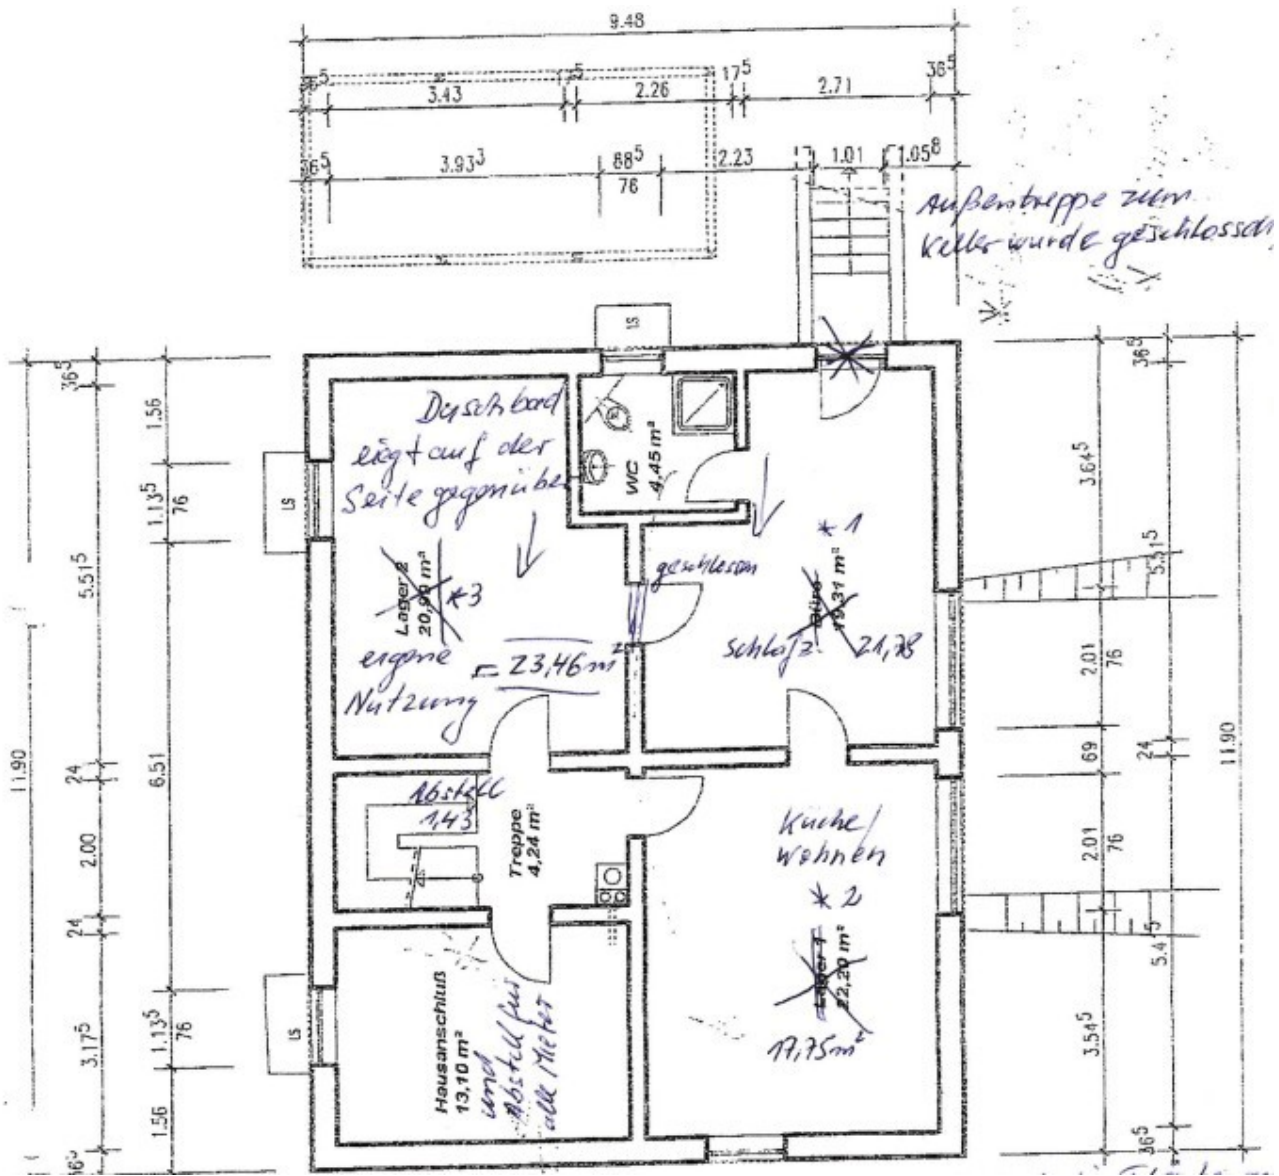 9.48
36⁵
3.43
2.26
17⁵
2.71
36⁵
36⁵
3.93³
88⁵
76
2.23
1.01
1.05⁸
Außentreppe zum
Keller wurde geschlossen
LS
Duschbad
liegt auf der
Seite gegenüber
WC
4,45 m²
Lager 2
20,99 m²
*3
eigene
Nutzung
= 23,46 m²
geschlossen
*1
Büro
19,31 m²
Schlafz. 21,78
Abstell
1,43
Treppe
4,24 m²
Küche/
Wohnen
*2
Lager 1
22,20 m²
17,75 m²
Hausanschluß
13,10 m²
und
Abstell für
alle Mieter
LS
LS
11.90
36⁵
5.51⁵
24
2.00
24
3.17⁵
36⁵
1.56
1.13⁵
76
6.51
1.13⁵
76
1.56
3.64⁵
2.01
76
69
2.01
76
3.54⁵
36⁵
5.51⁵
24
36⁵
11.90